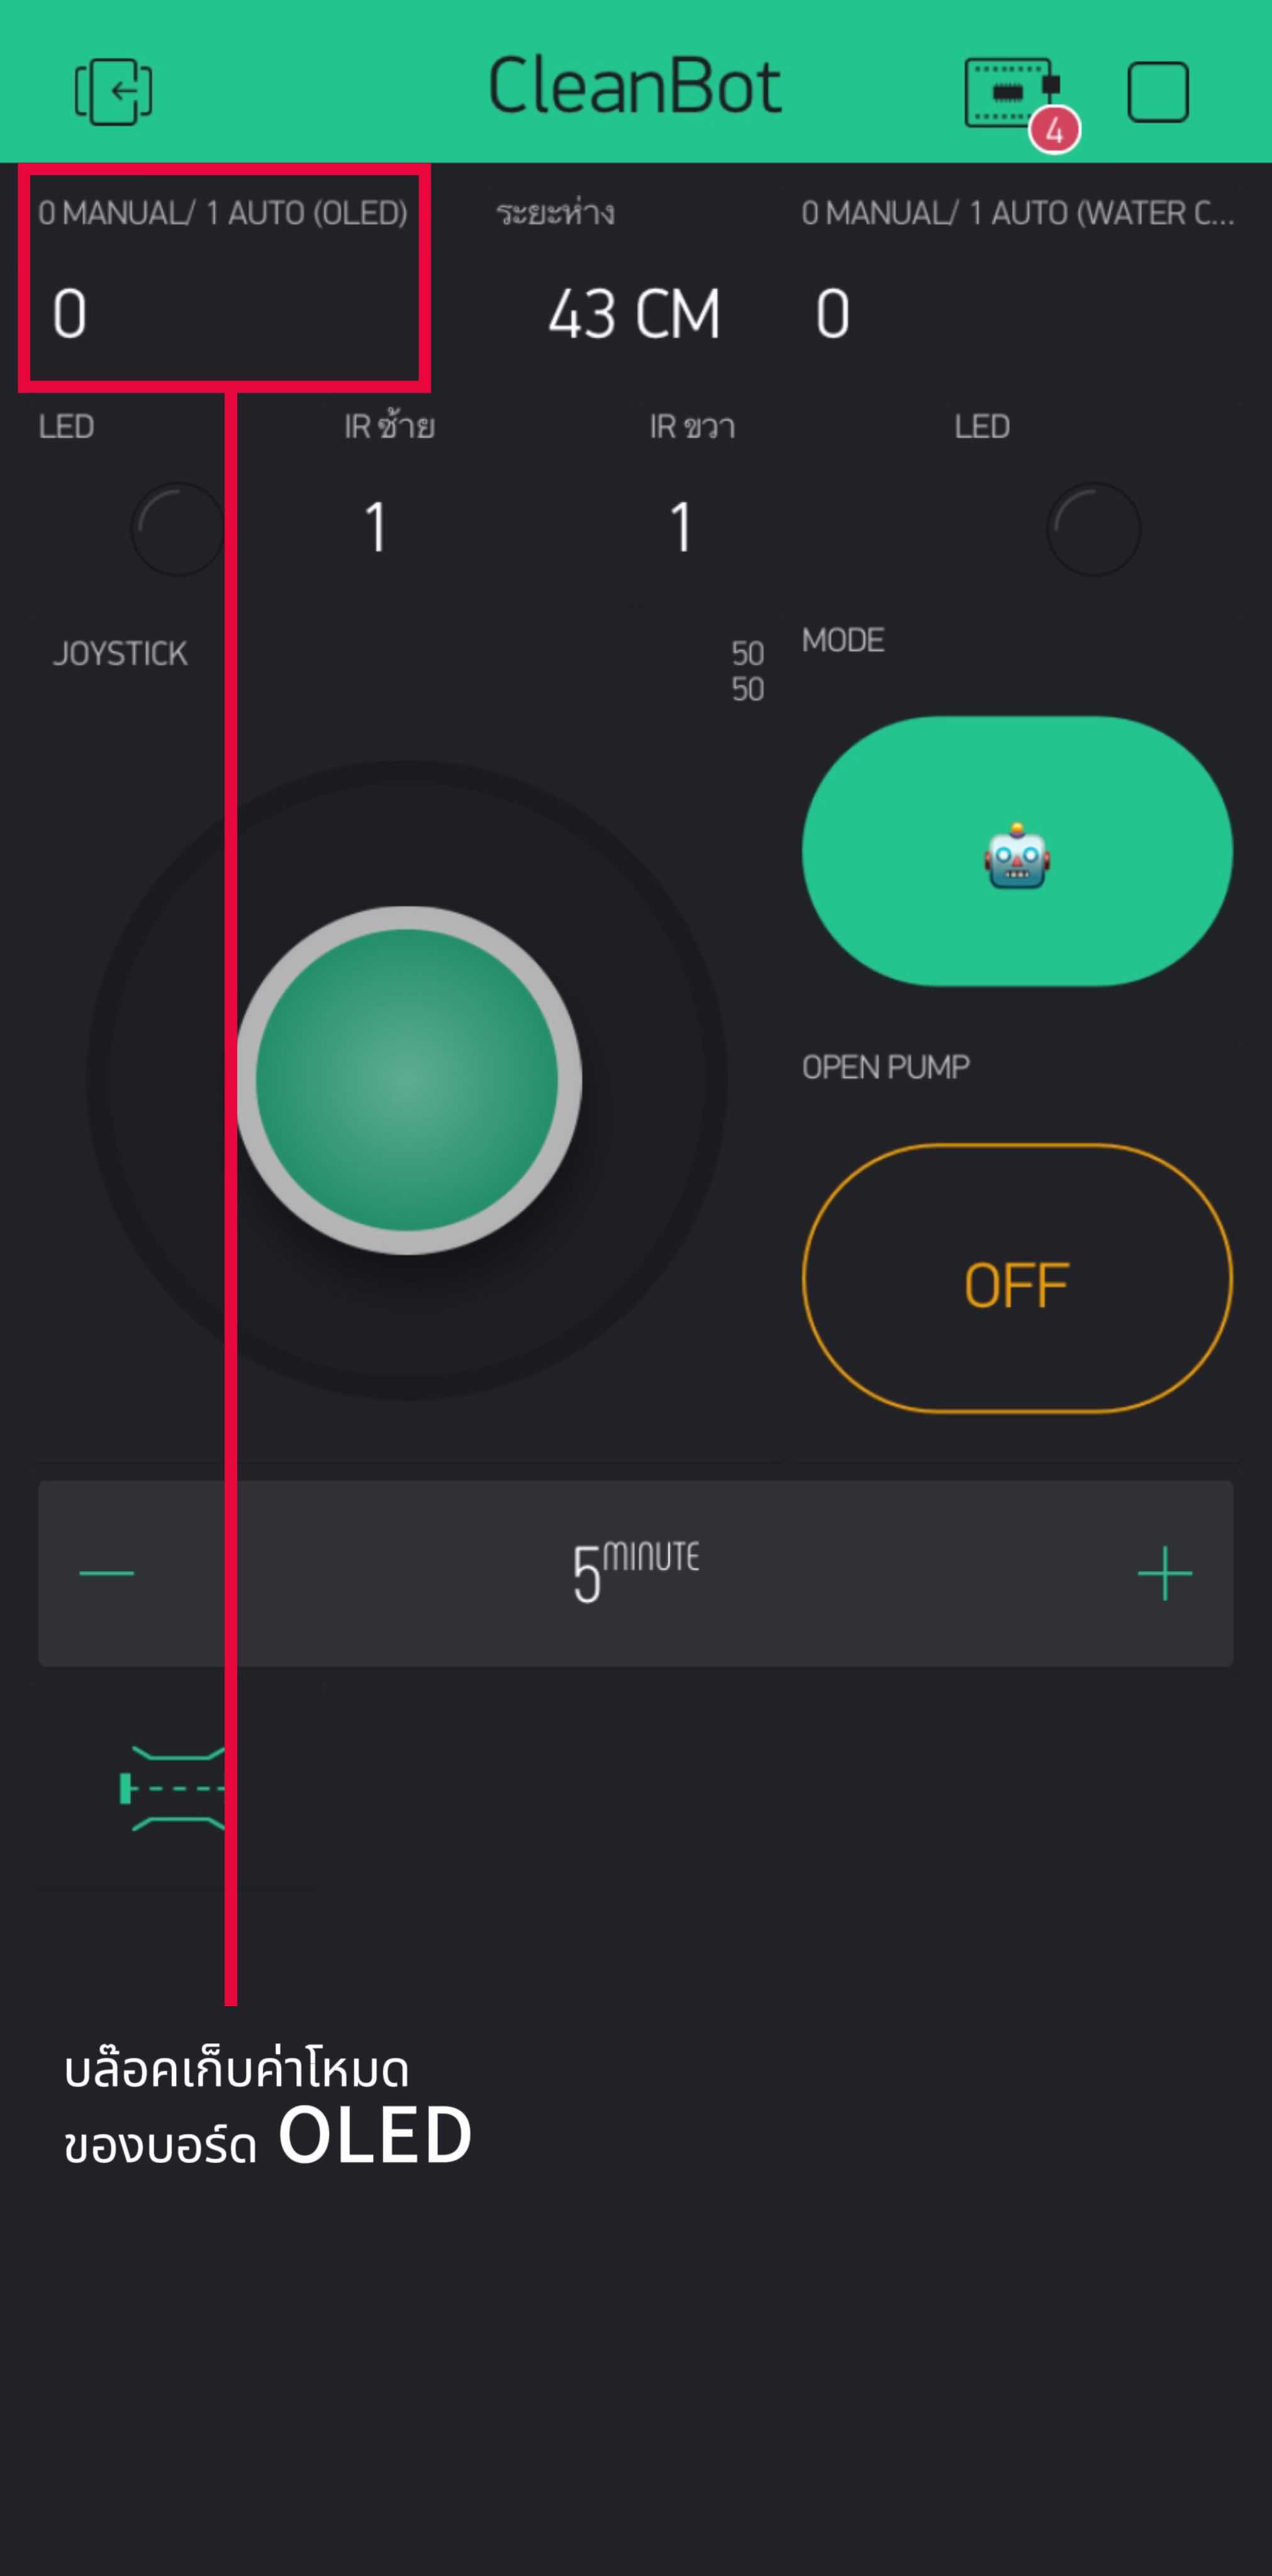 CleanBot
4
0 MANUAL/ 1 AUTO (OLED)
ระยะห่าง
0 MANUAL/ 1 AUTO (WATER C...
0
43 CM
0
LED
IR ซ้าย
IR ขวา
LED
1
1
JOYSTICK
50
50
MODE
OPEN PUMP
OFF
5 MINUTE
บล๊อคเก็บค่าโหมด
ของบอร์ด OLED